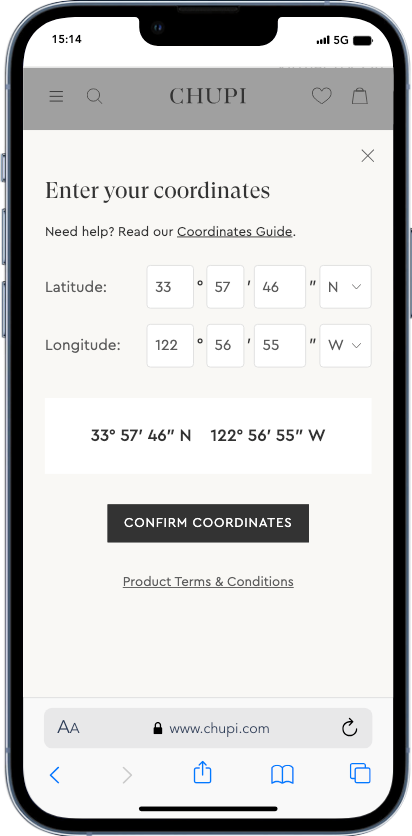 15:14
5G
CHUPI
Enter your coordinates
Need help? Read our Coordinates Guide.
Latitude: 33 ° 57 ′ 46 ″ N
Longitude: 122 ° 56 ′ 55 ″ W
33° 57′ 46″ N 122° 56′ 55″ W
CONFIRM COORDINATES
Product Terms & Conditions
AA www.chupi.com